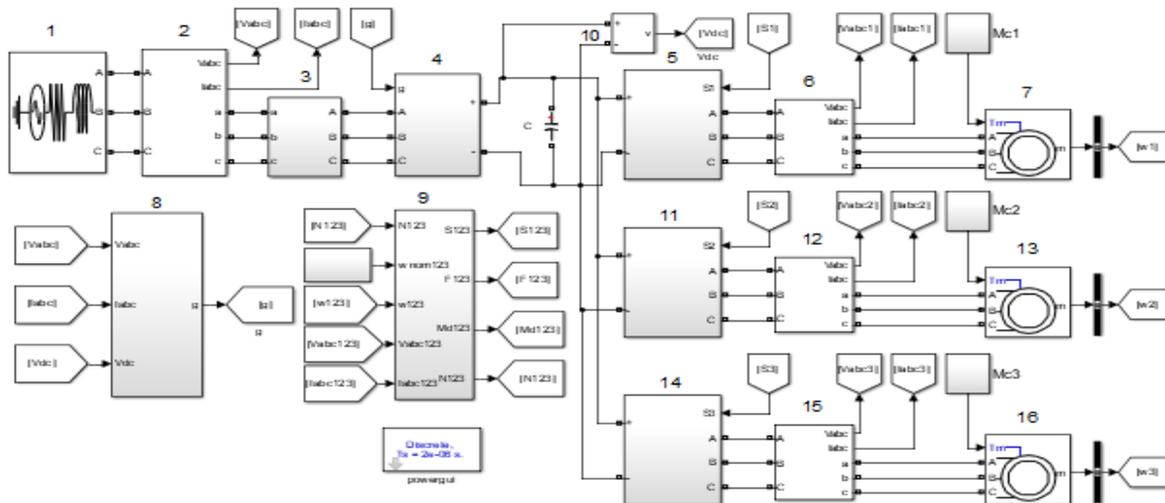 1
2
3
4
5
6
7
8
9
10
11
12
13
14
15
16
[Vabc]
[Iabc]
[g]
A
B
C
A
B
C
Vabc
Iabc
a
b
c
a
b
c
A
B
C
g
A
B
C
+
-
C
+
-
v
[Vdc]
Vdc
[S1]
[Vabc1]
[Iabc1]
Mc1
S1
+
-
A
B
C
A
B
C
Vabc
Iabc
a
b
c
Tm
A
B
C
m
[w1]
[S2]
[Vabc2]
[Iabc2]
Mc2
S2
+
-
A
B
C
A
B
C
Vabc
Iabc
a
b
c
Tm
A
B
C
m
[w2]
[S3]
[Vabc3]
[Iabc3]
Mc3
S3
+
-
A
B
C
A
B
C
Vabc
Iabc
a
b
c
Tm
A
B
C
m
[w3]
[Vabc]
[Iabc]
[Vdc]
Vabc
Iabc
Vdc
g
[g]
g
[N123]
[w123]
[Vabc123]
[Iabc123]
N123
w nom123
w123
Vabc123
Iabc123
S123
F123
Md123
N123
[S123]
[F123]
[Md123]
[N123]
Discrete,
Ts = 2e-06 s.
powergui